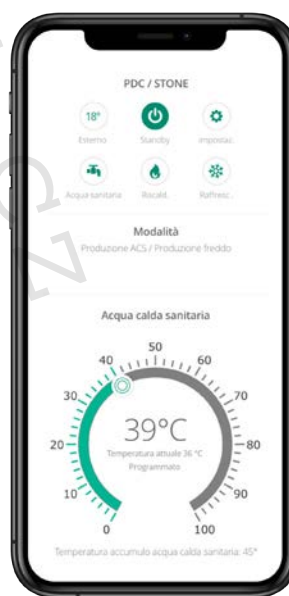 PDC / STONE
18°
Esterno Standby Impostaz.
Acqua sanitaria Riscald. Raffresc.
Modalità
Produzione ACS / Produzione freddo
Acqua calda sanitaria
0 10 20 30 40 50 60 70 80 90 100
39°C
Temperatura attuale 36 °C
Programmato
Temperatura accumulo acqua calda sanitaria: 45°